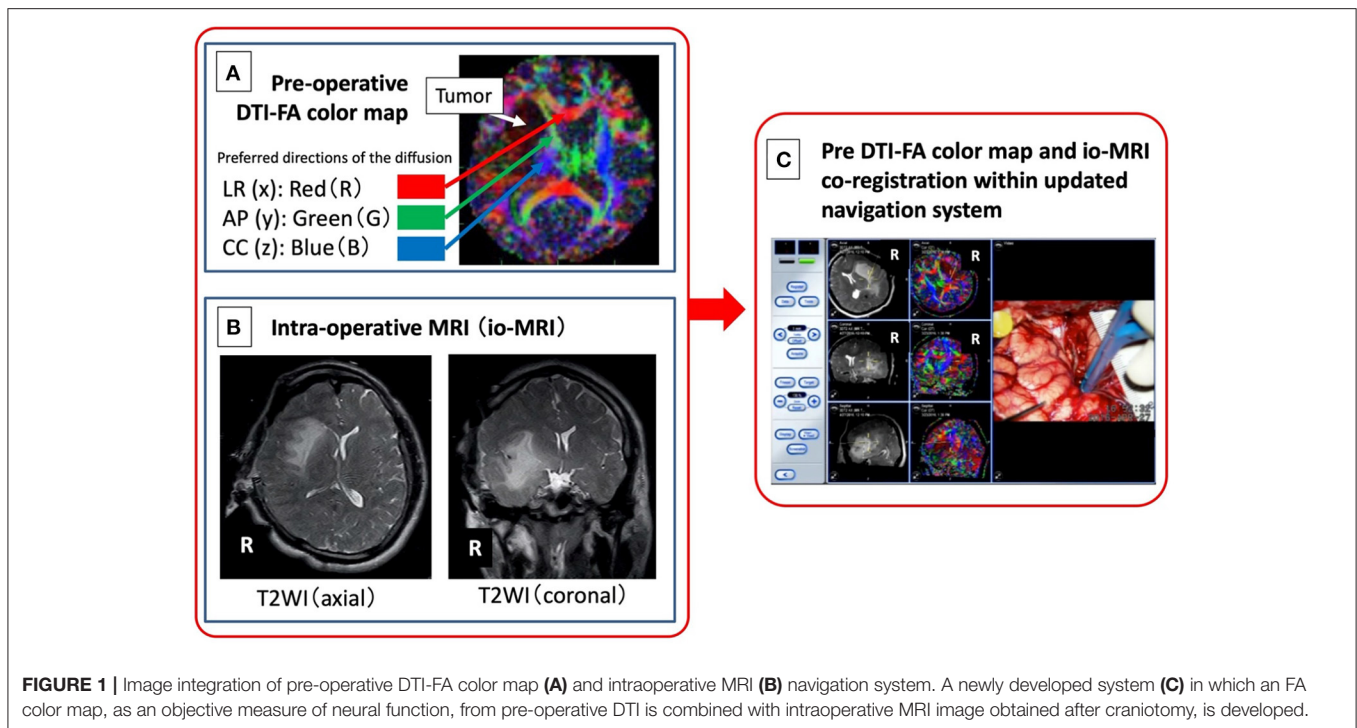 A
Pre-operative
DTI-FA color map
Tumor
Preferred directions of the diffusion
LR (x): Red(R)
AP (y): Green(G)
CC (z): Blue(B)
B
Intra-operative MRI(io-MRI)
R
R
T2WI(axial)
T2WI(coronal)
C
Pre DTI-FA color map and io-MRI
co-registration within updated
navigation system
R
R
R
R
FIGURE 1 | Image integration of pre-operative DTI-FA color map (A) and intraoperative MRI (B) navigation system. A newly developed system (C) in which an FA
color map, as an objective measure of neural function, from pre-operative DTI is combined with intraoperative MRI image obtained after craniotomy, is developed.